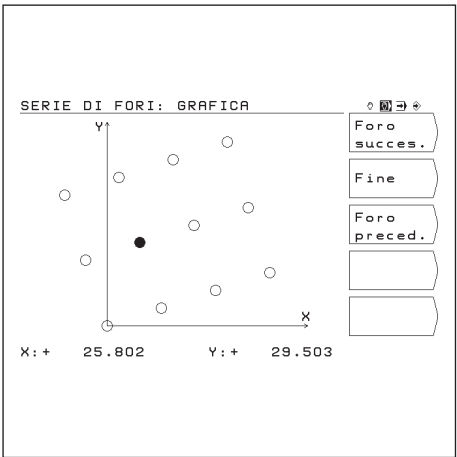 SERIE DI FORI: GRAFICA
Foro
succes.
Fine
Foro
preced.
Y
X
X:+ 25.802 Y:+ 29.503